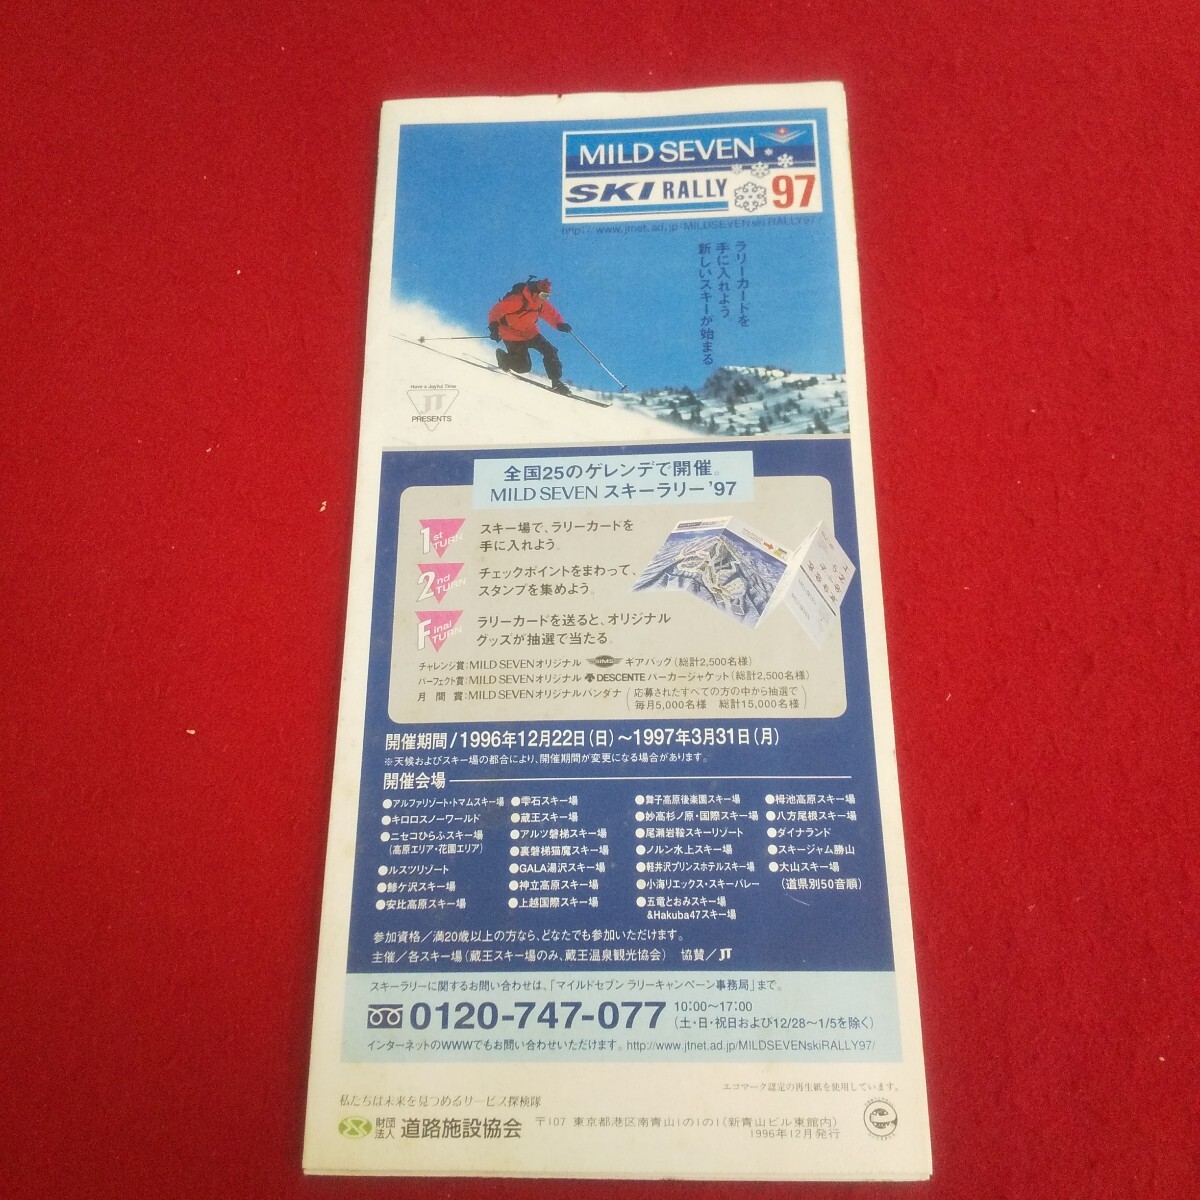 MILD SEVEN
SKI RALLY 97
http://www.jtnet.ad.jp/MILDSEVENskiRALLY97/
ラリーカードを
手に入れよう
新しいスキーが始まる
Have a Joyful Time
JT
PRESENTS
全国25のゲレンデで開催。
MILD SEVEN スキーラリー'97
1st TURN
スキー場で、ラリーカードを
手に入れよう。
2nd TURN
チェックポイントをまわって、
スタンプを集めよう。
Final TURN
ラリーカードを送ると、オリジナル
グッズが抽選で当たる。
チャレンジ賞:MILD SEVENオリジナル SIMS ギアバッグ(総計2,500名様)
パーフェクト賞:MILD SEVENオリジナル DESCENTE パーカージャケット(総計2,500名様)
月間賞:MILD SEVENオリジナルバンダナ(応募されたすべての方の中から抽選で
毎月5,000名様 総計15,000名様)
開催期間/1996年12月22日(日)〜1997年3月31日(月)
※天候およびスキー場の都合により、開催期間が変更になる場合があります。
開催会場
●アルファリゾート・トマムスキー場
●キロロスノーワールド
●ニセコひらふスキー場
(高原エリア・花園エリア)
●ルスツリゾート
●鯵ケ沢スキー場
●安比高原スキー場
●雫石スキー場
●蔵王スキー場
●アルツ磐梯スキー場
●裏磐梯猫魔スキー場
●GALA湯沢スキー場
●神立高原スキー場
●上越国際スキー場
●舞子高原後楽園スキー場
●妙高杉ノ原・国際スキー場
●尾瀬岩鞍スキーリゾート
●ノルン水上スキー場
●軽井沢プリンスホテルスキー場
●小海リエックス・スキーバレー
●五竜とおみスキー場
&Hakuba47スキー場
●栂池高原スキー場
●八方尾根スキー場
●ダイナランド
●スキージャム勝山
●大山スキー場
(道県別50音順)
参加資格/満20歳以上の方なら、どなたでも参加いただけます。
主催/各スキー場(蔵王スキー場のみ、蔵王温泉観光協会) 協賛/JT
スキーラリーに関するお問い合わせは、「マイルドセブン ラリーキャンペーン事務局」まで。
0120-747-077
10:00〜17:00
(土・日・祝日および12/28〜1/5を除く)
インターネットのWWWでもお問い合わせいただけます。http://www.jtnet.ad.jp/MILDSEVENskiRALLY97/
エコマーク認定の再生紙を使用しています。
私たちは未来を見つめるサービス探検隊
財団法人 道路施設協会
〒107 東京都港区南青山1の1の1(新青山ビル東館内)
1996年12月発行